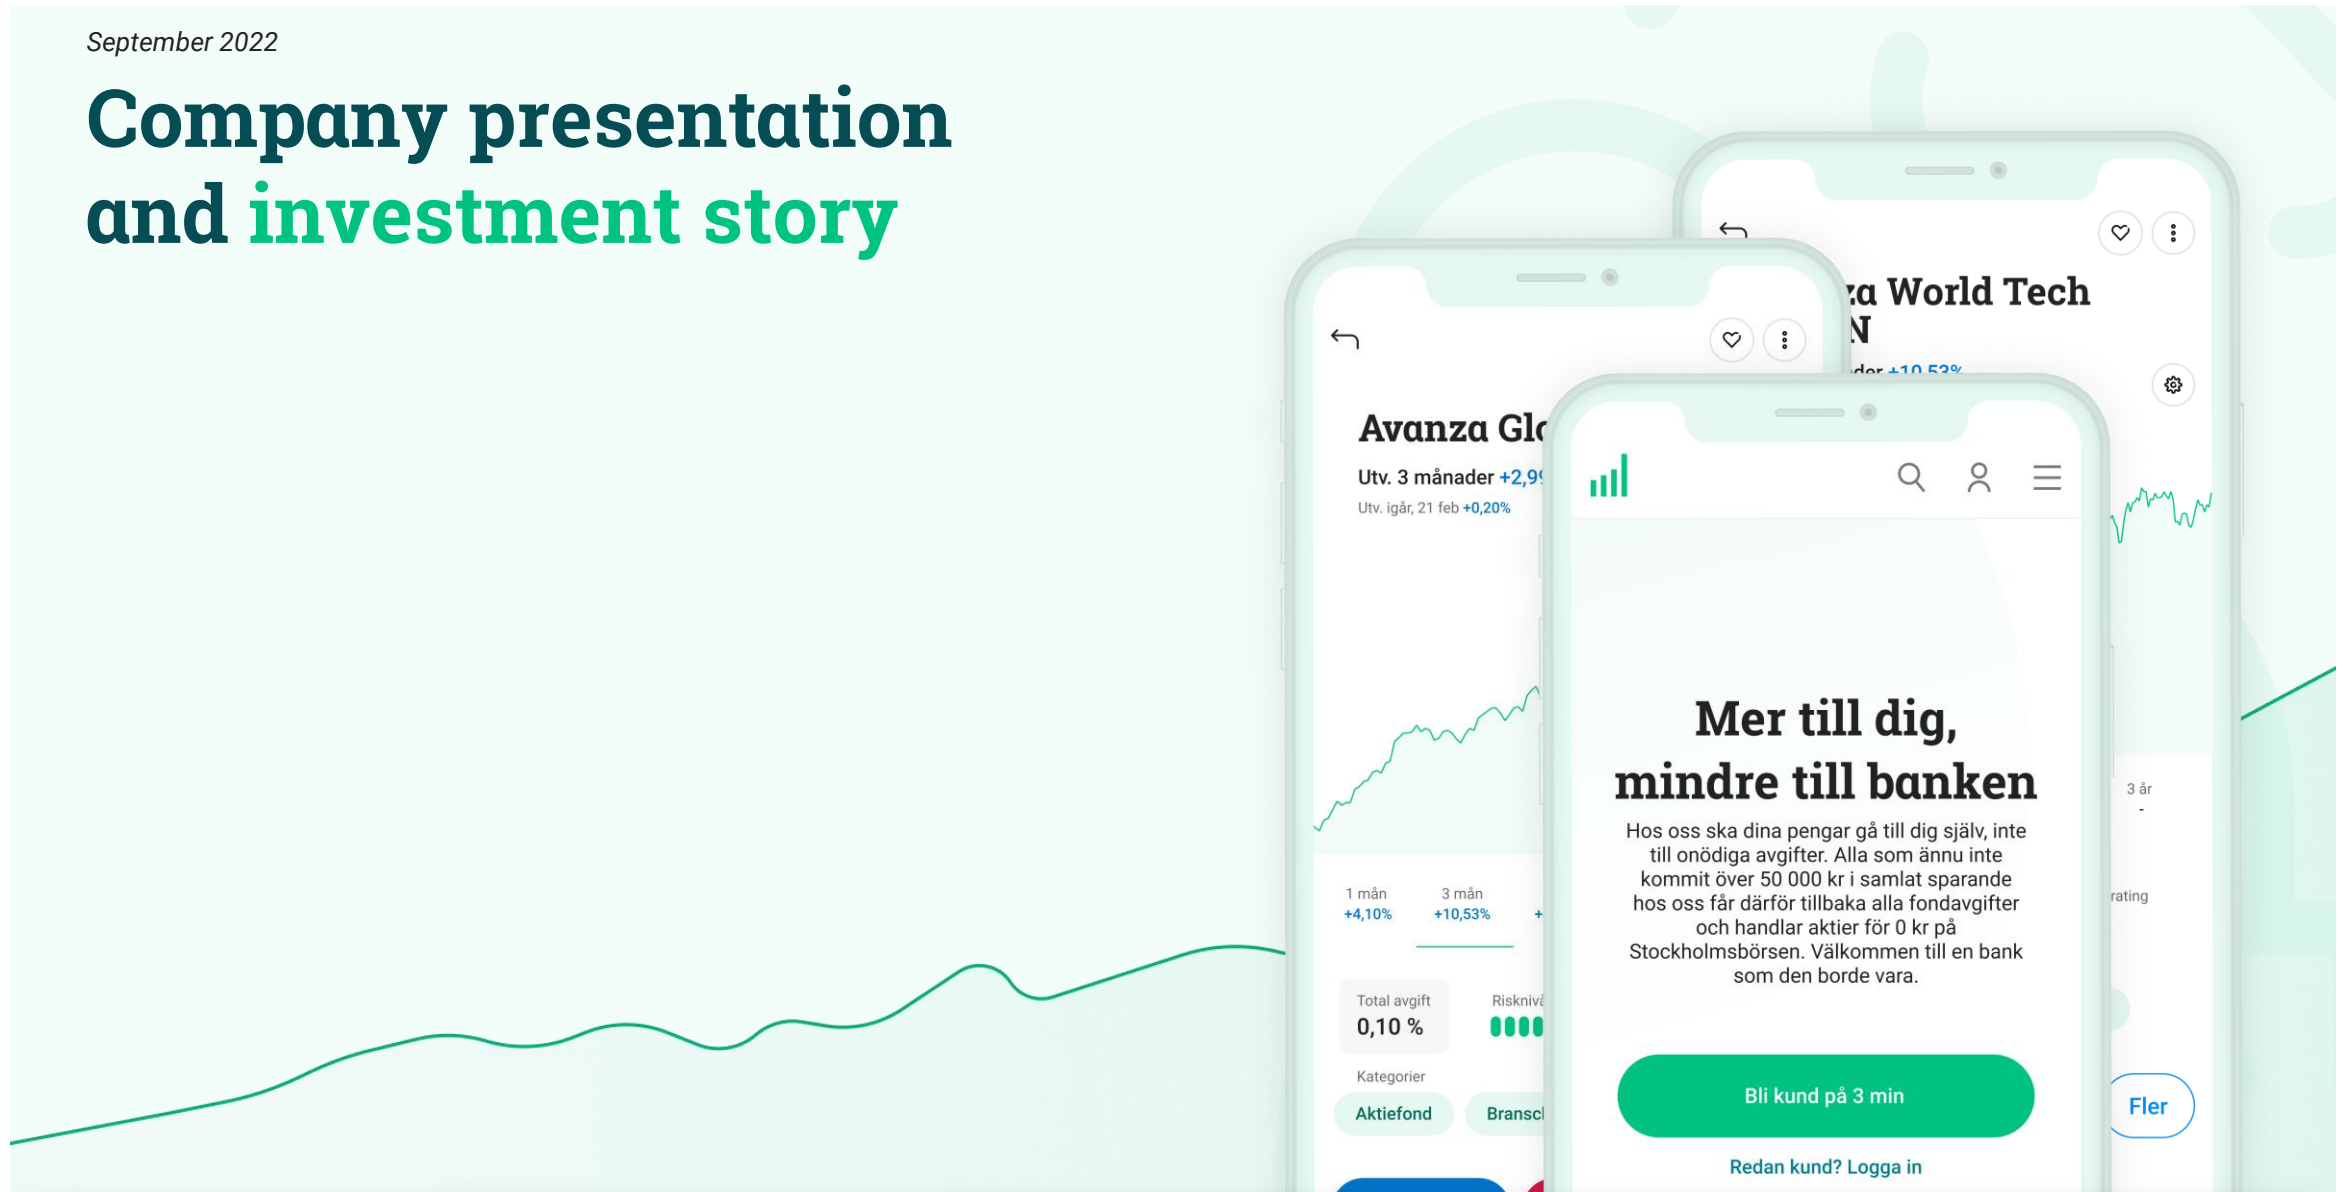 September 2022
Company presentation
and investment story
Avanza
Utv. 3 månader
Utv. igår, 21 feb +0,20%
1 mån
3 mån
+4,10%
+10,53%
Total avgift
0,10 %
Kategorier
Aktiefond
World Tech
+10,53%
3 år
-
rating
Fler
Mer till dig,
mindre till banken
Hos oss ska dina pengar gå till dig själv, inte
till onödiga avgifter. Alla som ännu inte
kommit över 50 000 kr i samlat sparande
hos oss får därför tillbaka alla fondavgifter
och handlar aktier för 0 kr på
Stockholmsbörsen. Välkommen till en bank
som den borde vara.
Bli kund på 3 min
Redan kund? Logga in